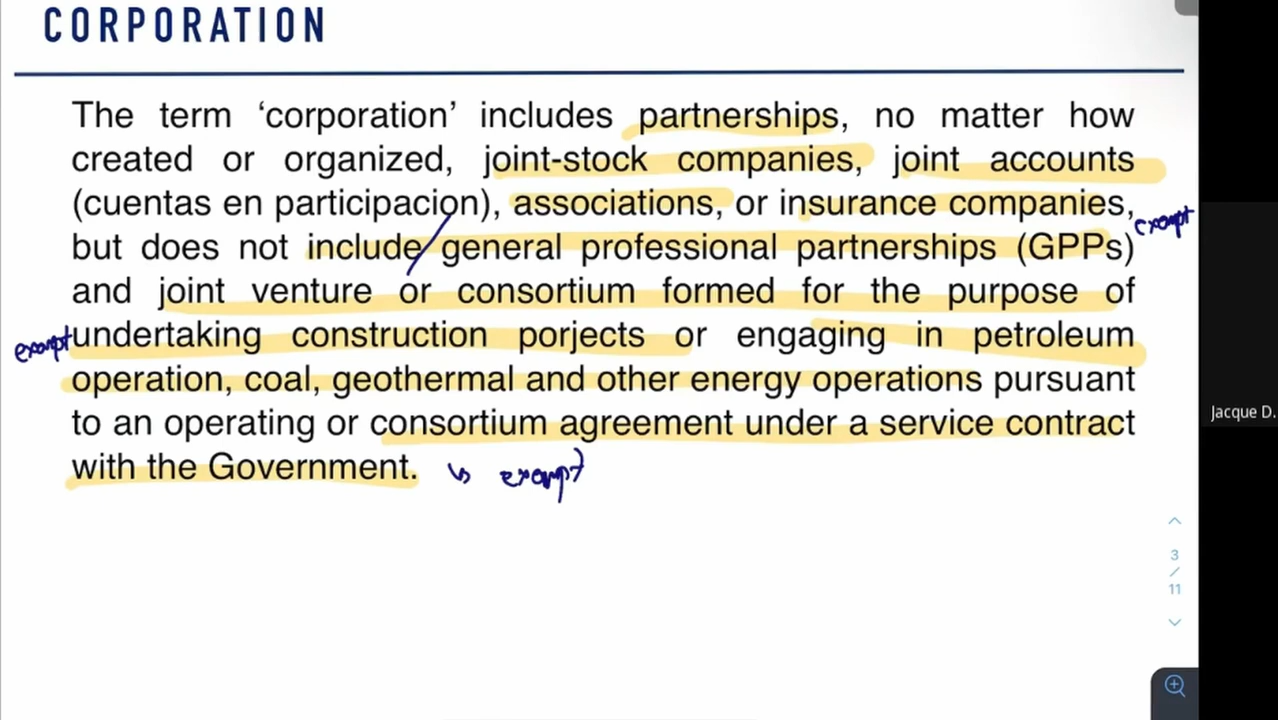 CORPORATION
The term ‘corporation’ includes partnerships, no matter how
created or organized, joint-stock companies, joint accounts
(cuentas en participacion), associations, or insurance companies,
exempt
but does not include general professional partnerships (GPPs)
and joint venture or consortium formed for the purpose of
exempt undertaking construction porjects or engaging in petroleum
operation, coal, geothermal and other energy operations pursuant
Jacque D.
to an operating or consortium agreement under a service contract
with the Government. ↳ exempt
3
/
11